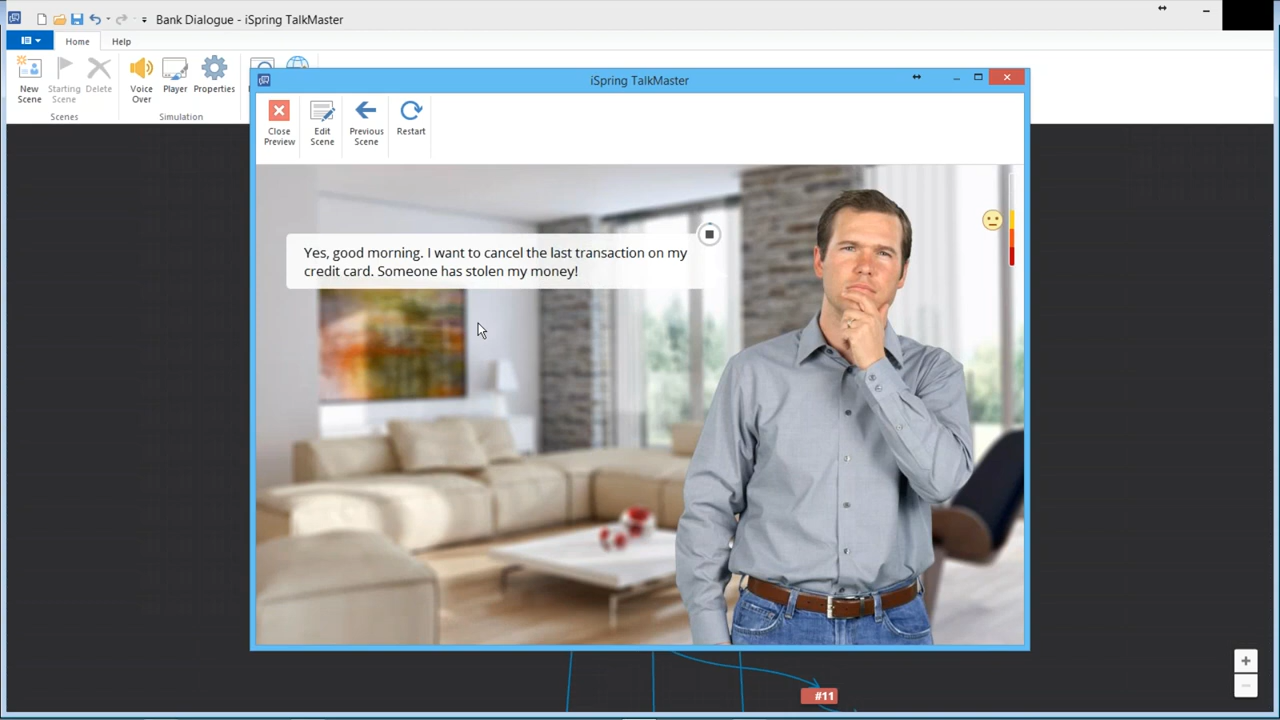 Bank Dialogue - iSpring TalkMaster
Home Help
New Scene
Starting Scene
Delete
Voice Over
Player
Properties
Scenes
Simulation
iSpring TalkMaster
Close Preview
Edit Scene
Previous Scene
Restart
Yes, good morning. I want to cancel the last transaction on my
credit card. Someone has stolen my money!
#11